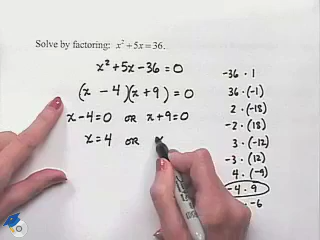 Solve by factoring: x² + 5x = 36.
x² + 5x - 36 = 0
(x - 4)(x + 9) = 0
x - 4 = 0 OR x + 9 = 0
x = 4 OR x
-36 · 1
36 · (-1)
2 · (-18)
-2 · (18)
3 · (-12)
-3 · (12)
4 · (-9)
-4 · 9
· -6